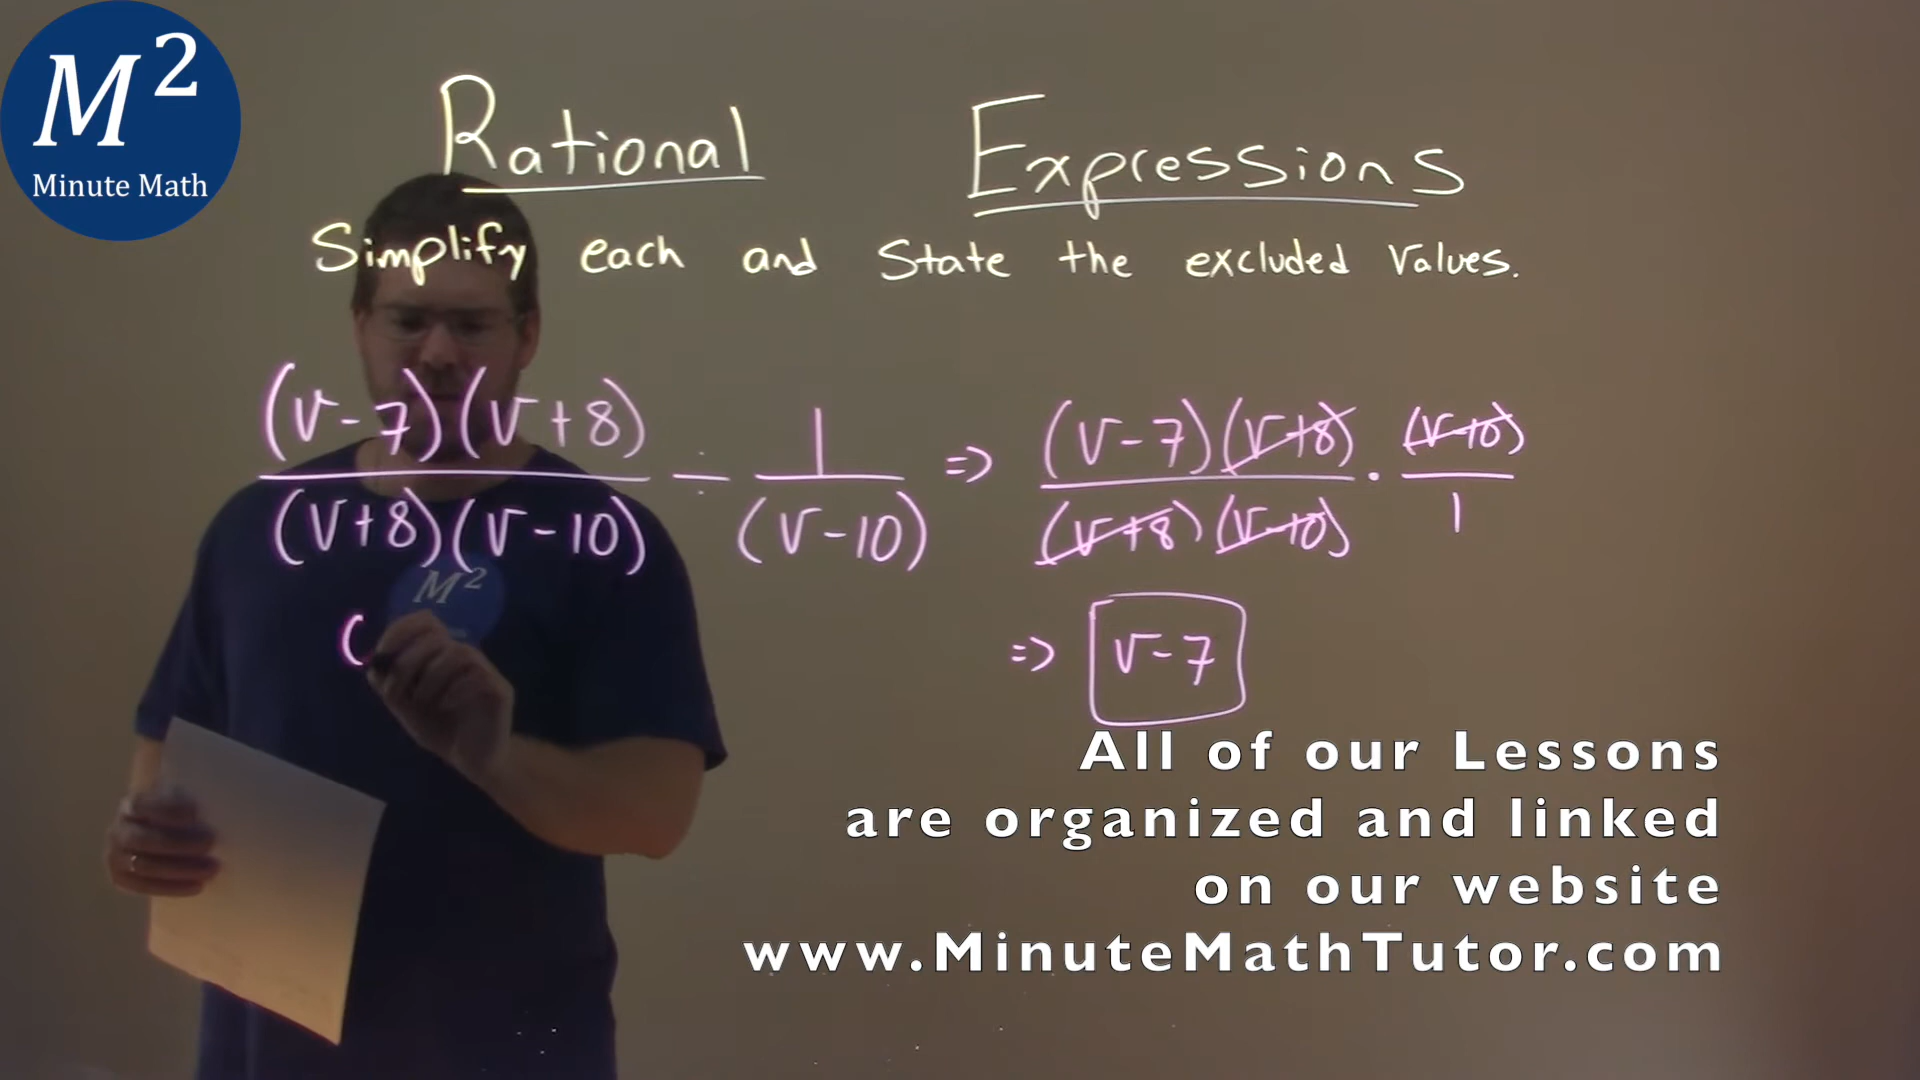 M²
Minute Math
Rational Expressions
Simplify each and State the excluded values.
(v-7)(v+8) / (v+8)(v-10) ÷ 1 / (v-10) => (v-7)(v+8) / (v+8)(v-10) · (v-10) / 1
M²
(
=> v-7
All of our Lessons
are organized and linked
on our website
www.MinuteMathTutor.com